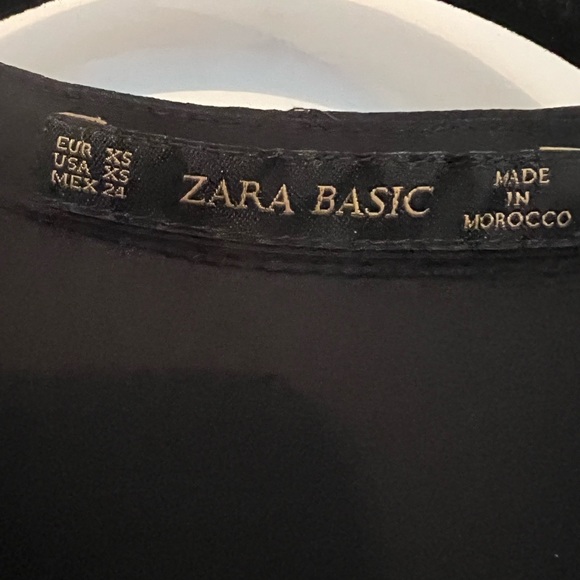 EUR XS
USA XS
MEX 24
ZARA BASIC
MADE
IN
MOROCCO